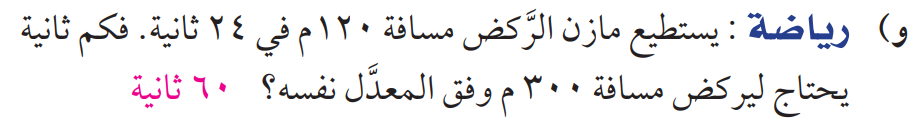 و) رياضة : يستطيع مازن الرَّكض مسافة ١٢٠م في ٢٤ ثانية. فكم ثانية
يحتاج ليركض مسافة ٣٠٠ م وفق المعدَّل نفسه؟ ٦٠ ثانية